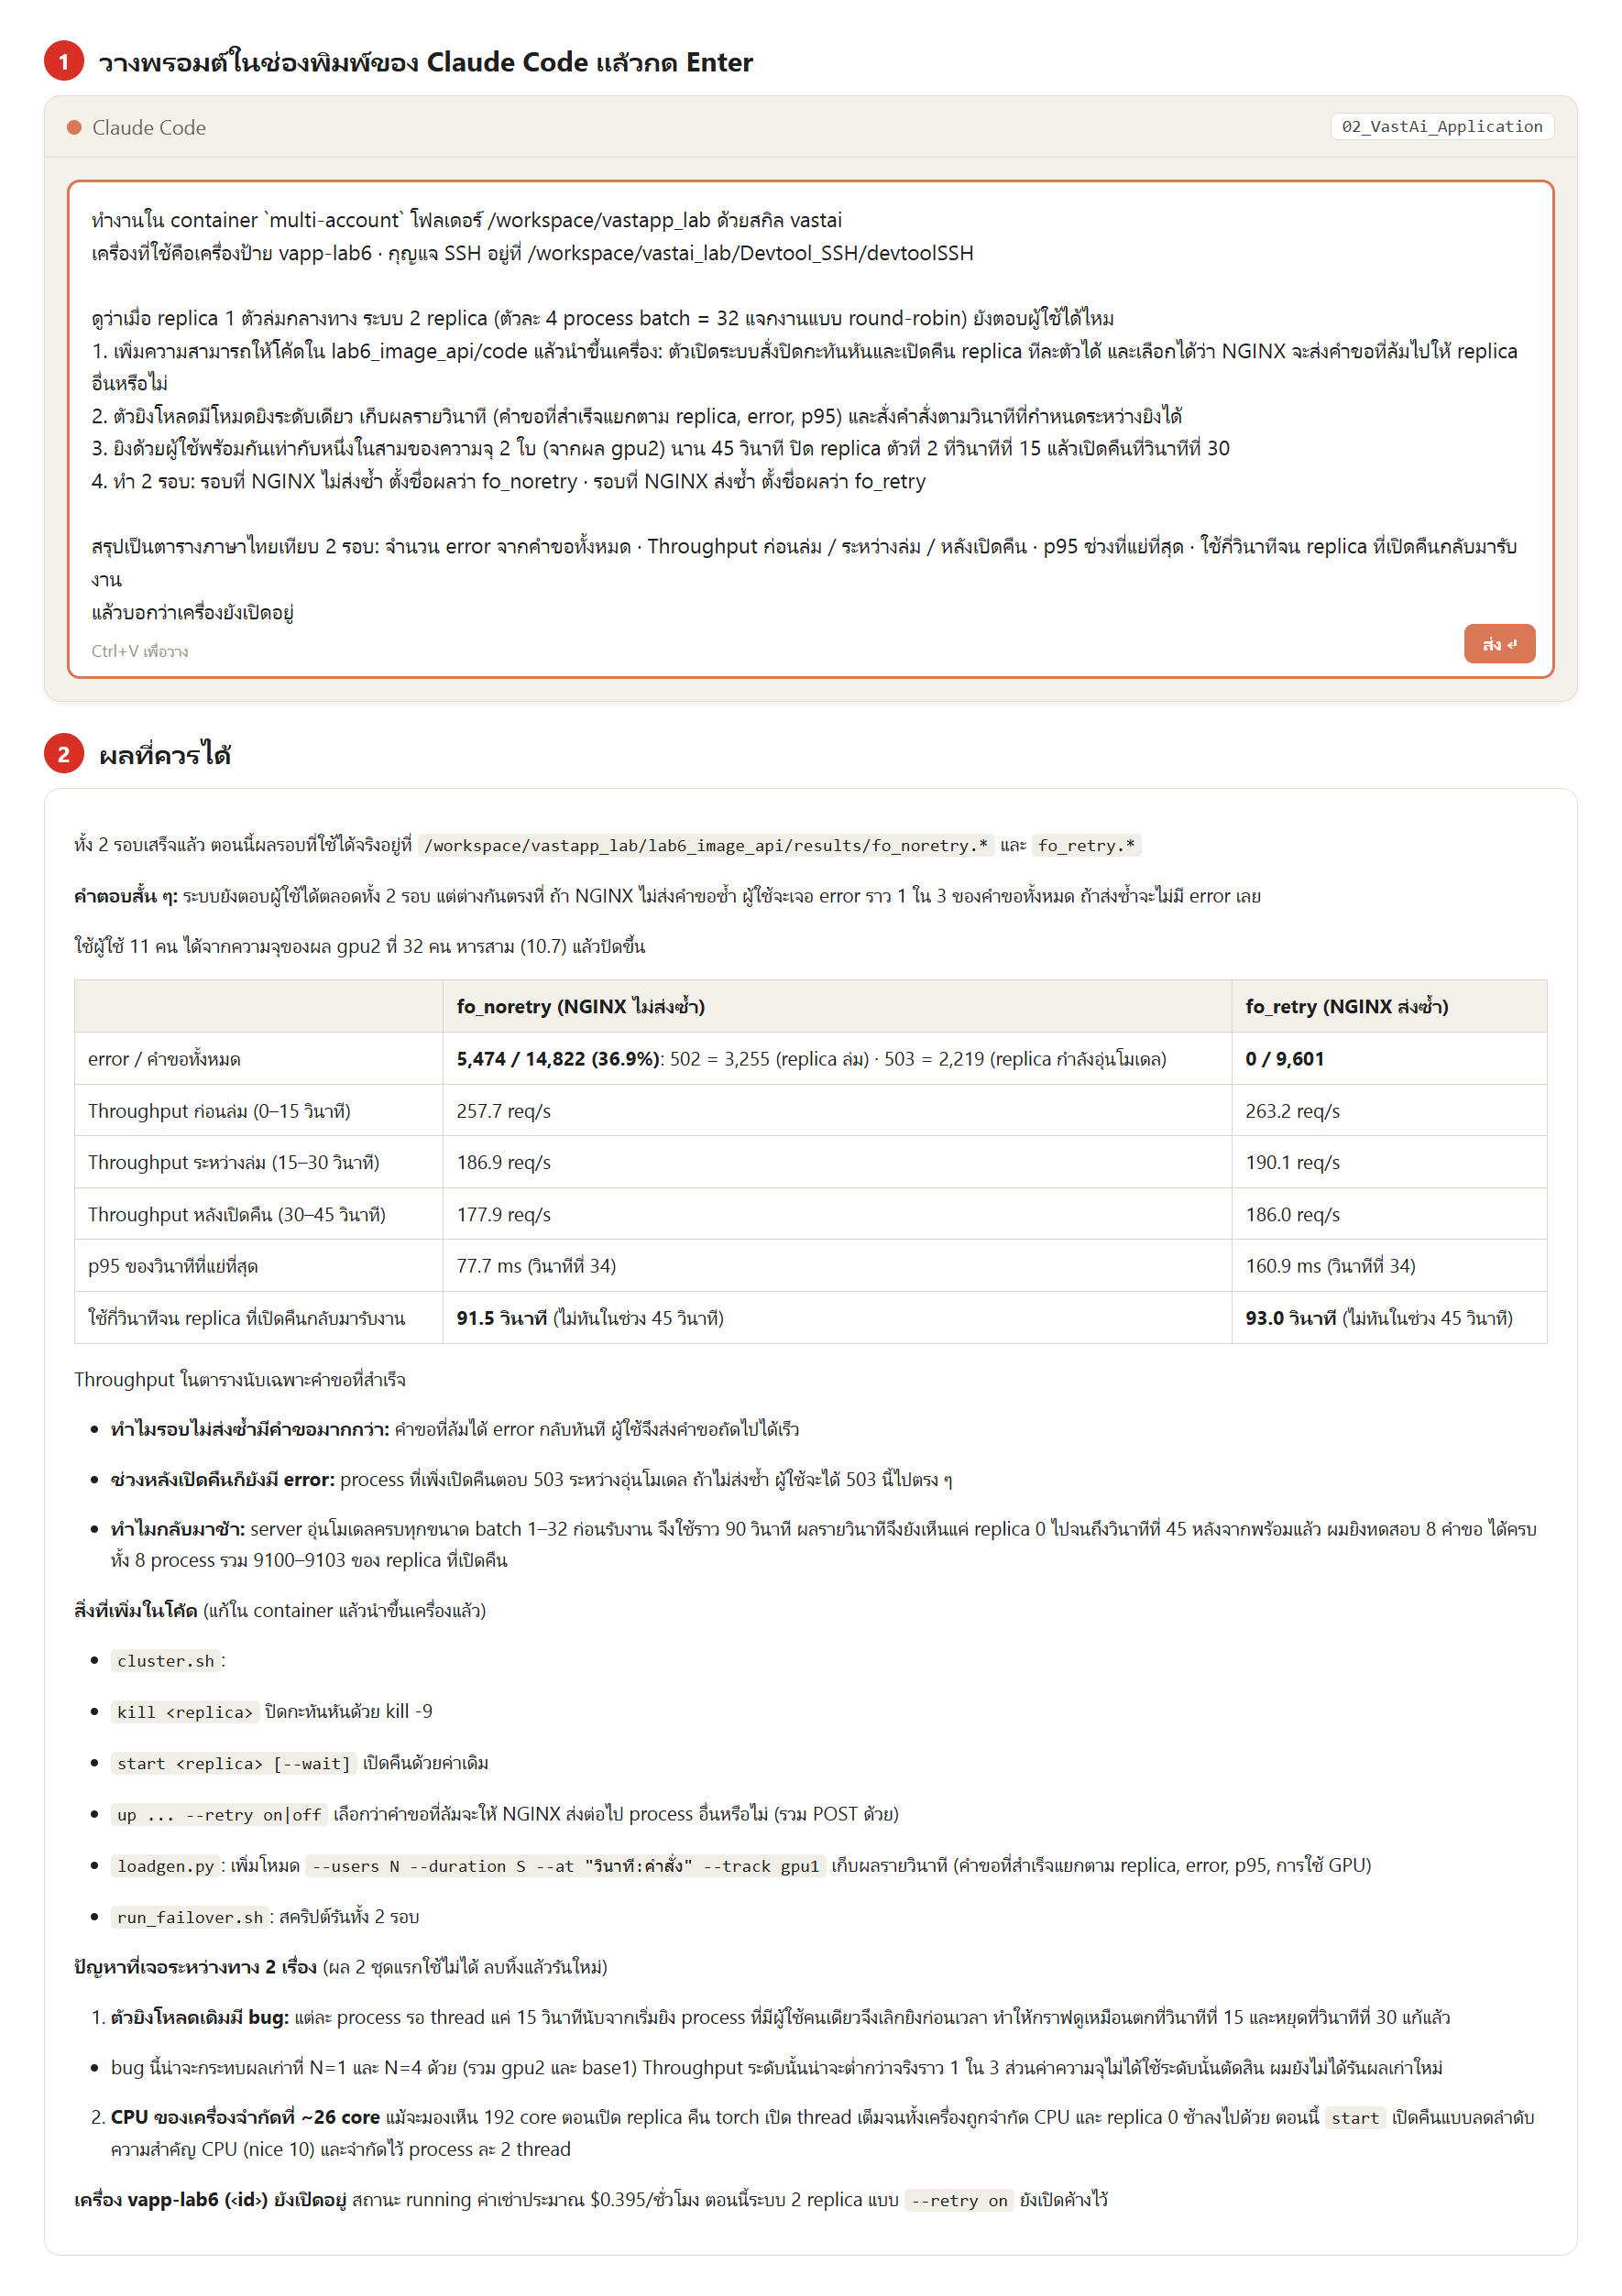 1 วางพรอมต์ในช่องพิมพ์ของ Claude Code แล้วกด Enter
Claude Code
02_VastAi_Application
ทำงานใน container `multi-account` โฟลเดอร์ /workspace/vastapp_lab ด้วยสกิล vastai
เครื่องที่ใช้คือเครื่องป้าย vapp-lab6 · กุญแจ SSH อยู่ที่ /workspace/vastai_lab/Devtool_SSH/devtoolSSH
ดูว่าเมื่อ replica 1 ตัวล่มกลางทาง ระบบ 2 replica (ตัวละ 4 process batch = 32 แจกงานแบบ round-robin) ยังตอบผู้ใช้ได้ไหม
1. เพิ่มความสามารถให้โค้ดใน lab6_image_api/code แล้วนำขึ้นเครื่อง: ตัวเปิดระบบสั่งปิดกะทันหันและเปิดคืน replica ทีละตัวได้ และเลือกได้ว่า NGINX จะส่งคำขอที่ล้มไปให้ replica
อื่นหรือไม่
2. ตัวยิงโหลดมีโหมดยิงระดับเดียว เก็บผลรายวินาที (คำขอที่สำเร็จแยกตาม replica, error, p95) และสั่งคำสั่งตามวินาทีที่กำหนดระหว่างยิงได้
3. ยิงด้วยผู้ใช้พร้อมกันเท่ากับหนึ่งในสามของความจุ 2 ใบ (จากผล gpu2) นาน 45 วินาที ปิด replica ตัวที่ 2 ที่วินาทีที่ 15 แล้วเปิดคืนที่วินาทีที่ 30
4. ทำ 2 รอบ: รอบที่ NGINX ไม่ส่งซ้ำ ตั้งชื่อผลว่า fo_noretry · รอบที่ NGINX ส่งซ้ำ ตั้งชื่อผลว่า fo_retry
สรุปเป็นตารางภาษาไทยเทียบ 2 รอบ: จำนวน error จากคำขอทั้งหมด · Throughput ก่อนล่ม / ระหว่างล่ม / หลังเปิดคืน · p95 ช่วงที่แย่ที่สุด · ใช้กี่วินาทีจน replica ที่เปิดคืนกลับมารับ
งาน
แล้วบอกว่าเครื่องยังเปิดอยู่
Ctrl+V เพื่อวาง
ส่ง ⏎
2 ผลที่ควรได้
ทั้ง 2 รอบเสร็จแล้ว ตอนนี้ผลรอบที่ใช้ได้จริงอยู่ที่ /workspace/vastapp_lab/lab6_image_api/results/fo_noretry.* และ fo_retry.*
คำตอบสั้น ๆ: ระบบยังตอบผู้ใช้ได้ตลอดทั้ง 2 รอบ แต่ต่างกันตรงที่ ถ้า NGINX ไม่ส่งคำขอซ้ำ ผู้ใช้จะเจอ error ราว 1 ใน 3 ของคำขอทั้งหมด ถ้าส่งซ้ำจะไม่มี error เลย
ใช้ผู้ใช้ 11 คน ได้จากความจุของผล gpu2 ที่ 32 คน หารสาม (10.7) แล้วปัดขึ้น
fo_noretry (NGINX ไม่ส่งซ้ำ) fo_retry (NGINX ส่งซ้ำ)
error / คำขอทั้งหมด 5,474 / 14,822 (36.9%): 502 = 3,255 (replica ล่ม) · 503 = 2,219 (replica กำลังอุ่นโมเดล) 0 / 9,601
Throughput ก่อนล่ม (0–15 วินาที) 257.7 req/s 263.2 req/s
Throughput ระหว่างล่ม (15–30 วินาที) 186.9 req/s 190.1 req/s
Throughput หลังเปิดคืน (30–45 วินาที) 177.9 req/s 186.0 req/s
p95 ของวินาทีที่แย่ที่สุด 77.7 ms (วินาทีที่ 34) 160.9 ms (วินาทีที่ 34)
ใช้กี่วินาทีจน replica ที่เปิดคืนกลับมารับงาน 91.5 วินาที (ไม่ทันในช่วง 45 วินาที) 93.0 วินาที (ไม่ทันในช่วง 45 วินาที)
Throughput ในตารางนับเฉพาะคำขอที่สำเร็จ
• ทำไมรอบไม่ส่งซ้ำมีคำขอมากกว่า: คำขอที่ล้มได้ error กลับทันที ผู้ใช้จึงส่งคำขอถัดไปได้เร็ว
• ช่วงหลังเปิดคืนก็ยังมี error: process ที่เพิ่งเปิดคืนตอบ 503 ระหว่างอุ่นโมเดล ถ้าไม่ส่งซ้ำ ผู้ใช้จะได้ 503 นี้ไปตรง ๆ
• ทำไมกลับมาช้า: server อุ่นโมเดลครบทุกขนาด batch 1–32 ก่อนรับงาน จึงใช้ราว 90 วินาที ผลรายวินาทีจึงยังเห็นแค่ replica 0 ไปจนถึงวินาทีที่ 45 หลังจากพร้อมแล้ว ผมยิงทดสอบ 8 คำขอ ได้ครบ
ทั้ง 8 process รวม 9100–9103 ของ replica ที่เปิดคืน
สิ่งที่เพิ่มในโค้ด (แก้ใน container แล้วนำขึ้นเครื่องแล้ว)
• cluster.sh:
• kill <replica> ปิดกะทันหันด้วย kill -9
• start <replica> [--wait] เปิดคืนด้วยค่าเดิม
• up ... --retry on|off เลือกว่าคำขอที่ล้มจะให้ NGINX ส่งต่อไป process อื่นหรือไม่ (รวม POST ด้วย)
• loadgen.py: เพิ่มโหมด --users N --duration S --at "วินาที:คำสั่ง" --track gpu1 เก็บผลรายวินาที (คำขอที่สำเร็จแยกตาม replica, error, p95, การใช้ GPU)
• run_failover.sh: สคริปต์รันทั้ง 2 รอบ
ปัญหาที่เจอระหว่างทาง 2 เรื่อง (ผล 2 ชุดแรกใช้ไม่ได้ ลบทิ้งแล้วรันใหม่)
1. ตัวยิงโหลดเดิมมี bug: แต่ละ process รอ thread แค่ 15 วินาทีนับจากเริ่มยิง process ที่มีผู้ใช้คนเดียวจึงเลิกยิงก่อนเวลา ทำให้กราฟดูเหมือนตกที่วินาทีที่ 15 และหยุดที่วินาทีที่ 30 แก้แล้ว
• bug นี้น่าจะกระทบผลเก่าที่ N=1 และ N=4 ด้วย (รวม gpu2 และ base1) Throughput ระดับนั้นน่าจะต่ำกว่าจริงราว 1 ใน 3 ส่วนค่าความจุไม่ได้ใช้ระดับนั้นตัดสิน ผมยังไม่ได้รันผลเก่าใหม่
2. CPU ของเครื่องจำกัดที่ ~26 core แม้จะมองเห็น 192 core ตอนเปิด replica คืน torch เปิด thread เต็มจนทั้งเครื่องถูกจำกัด CPU และ replica 0 ช้าลงไปด้วย ตอนนี้ start เปิดคืนแบบลดลำดับ
ความสำคัญ CPU (nice 10) และจำกัดไว้ process ละ 2 thread
เครื่อง vapp-lab6 (‹id›) ยังเปิดอยู่ สถานะ running ค่าเช่าประมาณ $0.395/ชั่วโมง ตอนนี้ระบบ 2 replica แบบ --retry on ยังเปิดค้างไว้